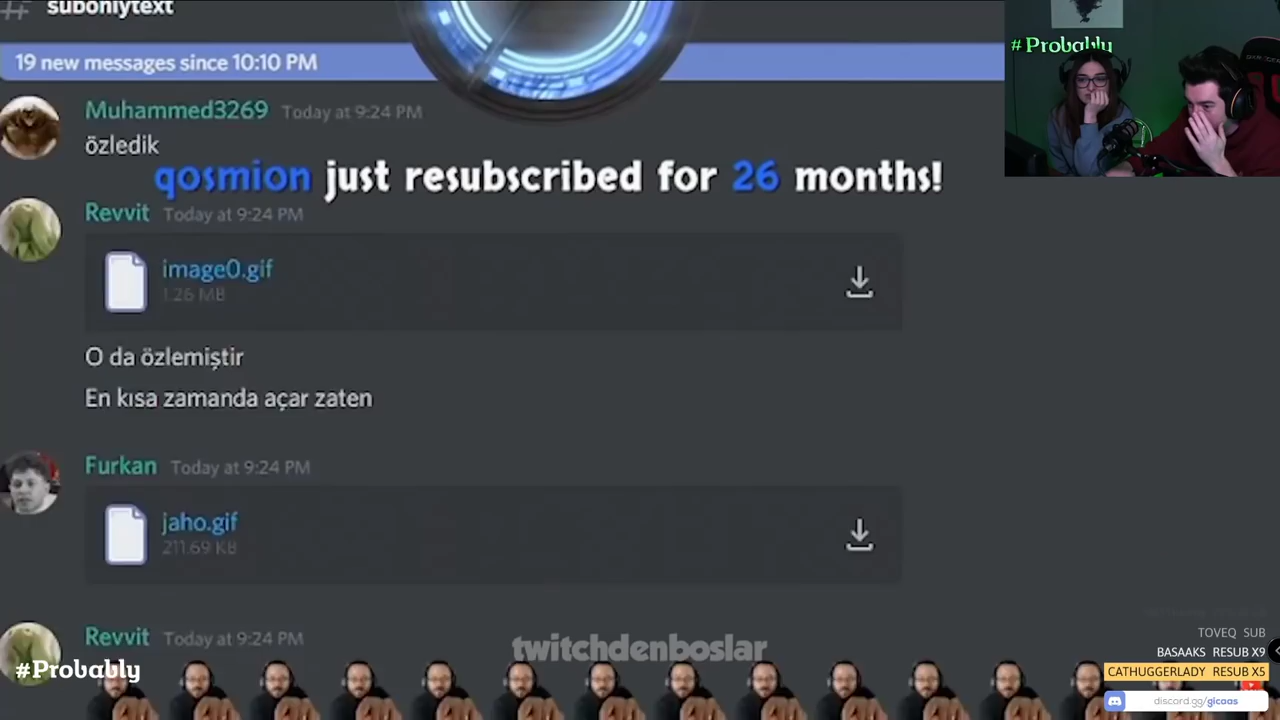 subonlytext
19 new messages since 10:10 PM
#Probably
Muhammed3269 Today at 9:24 PM
özledik
qosmion just resubscribed for 26 months!
Revvit Today at 9:24 PM
image0.gif
1.26 MB
O da özlemiştir
En kısa zamanda açar zaten
Furkan Today at 9:24 PM
jaho.gif
211.69 KB
Revvit Today at 9:24 PM
twitchdenboslar
#Probably
TOVEQ SUB
BASAAKS RESUB X9
CATHUGGERLADY RESUB X5
discord.gg/gicoas